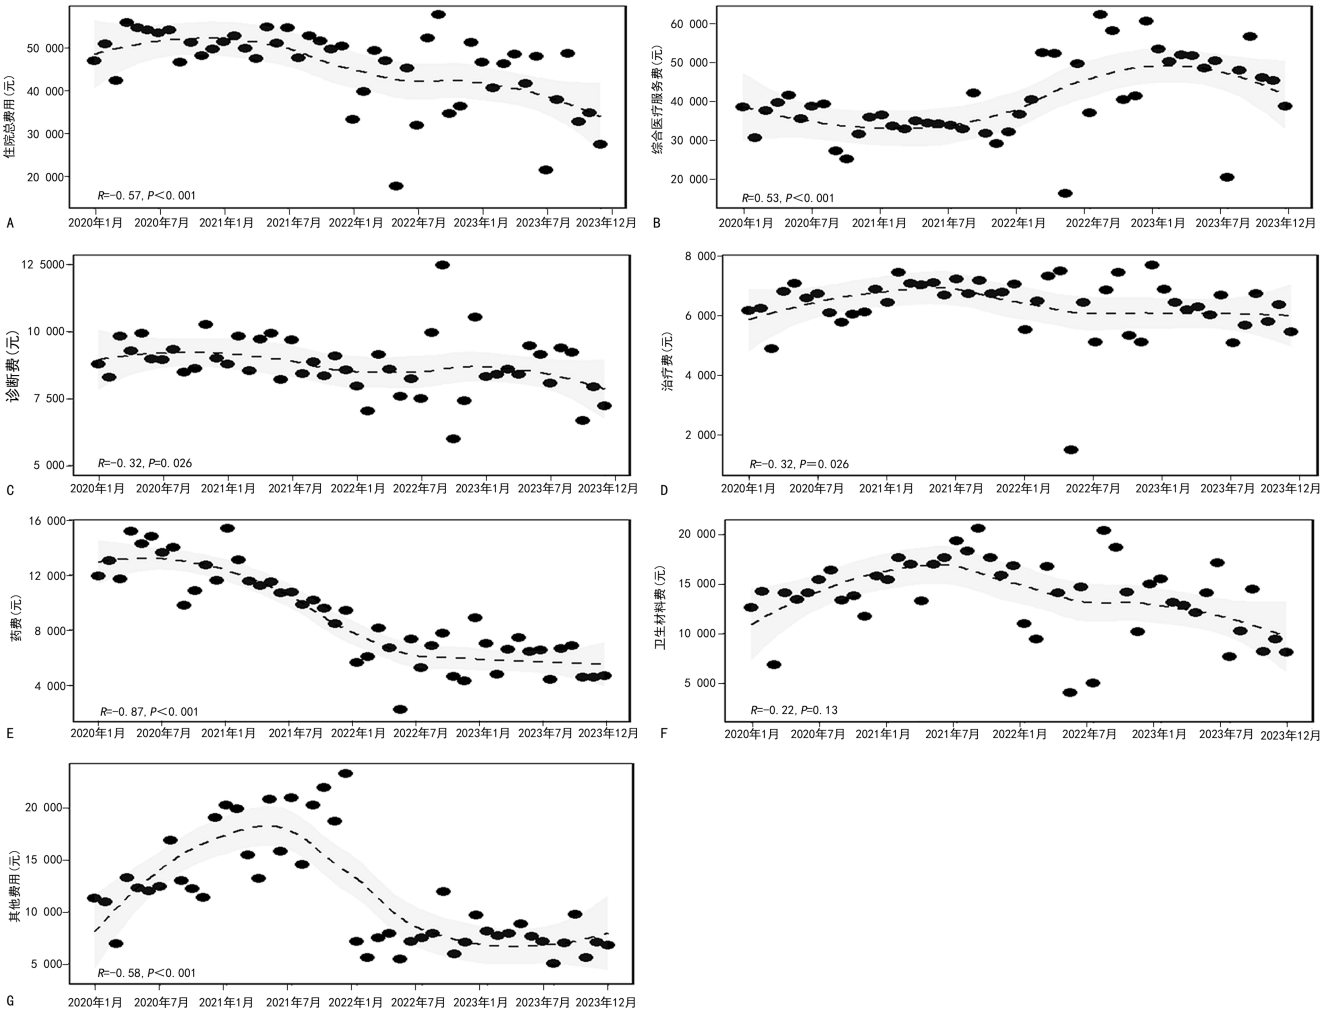 住院总费用(元)
50 000
40 000
30 000
20 000
R=-0.57, P<0.001
A
2020年1月 2020年7月 2021年1月 2021年7月 2022年1月 2022年7月 2023年1月 2023年7月 2023年12月
综合医疗服务费(元)
60 000
50 000
40 000
30 000
20 000
R=0.53, P<0.001
B
2020年1月 2020年7月 2021年1月 2021年7月 2022年1月 2022年7月 2023年1月 2023年7月 2023年12月
诊断费(元)
12 5000
10 000
7 500
5 000
R=-0.32, P=0.026
C
2020年1月 2020年7月 2021年1月 2021年7月 2022年1月 2022年7月 2023年1月 2023年7月 2023年12月
治疗费(元)
8 000
6 000
4 000
2 000
R=-0.32, P=0.026
D
2020年1月 2020年7月 2021年1月 2021年7月 2022年1月 2022年7月 2023年1月 2023年7月 2023年12月
药费(元)
16 000
12 000
8 000
4 000
R=-0.87, P<0.001
E
2020年1月 2020年7月 2021年1月 2021年7月 2022年1月 2022年7月 2023年1月 2023年7月 2023年12月
卫生材料费(元)
20 000
15 000
10 000
5 000
R=-0.22, P=0.13
F
2020年1月 2020年7月 2021年1月 2021年7月 2022年1月 2022年7月 2023年1月 2023年7月 2023年12月
其他费用(元)
20 000
15 000
10 000
5 000
R=-0.58, P<0.001
G
2020年1月 2020年7月 2021年1月 2021年7月 2022年1月 2022年7月 2023年1月 2023年7月 2023年12月